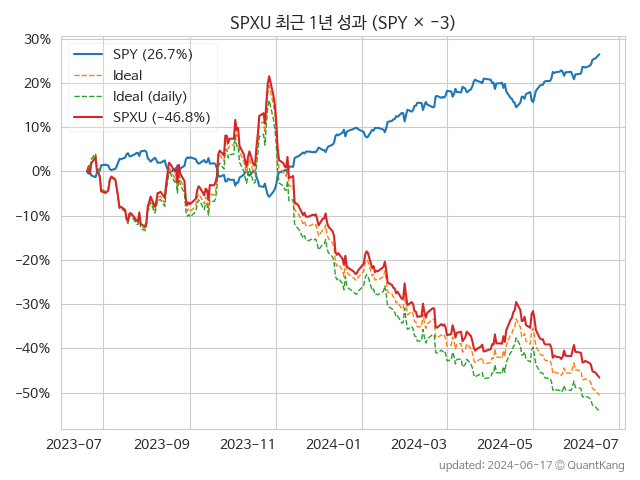 SPXU 최근 1년 성과 (SPY × −3)
30%
20%
10%
0%
−10%
−20%
−30%
−40%
−50%
SPY (26.7%)
Ideal
Ideal (daily)
SPXU (−46.8%)
2023-07
2023-09
2023-11
2024-01
2024-03
2024-05
2024-07
updated: 2024-06-17 © QuantKang